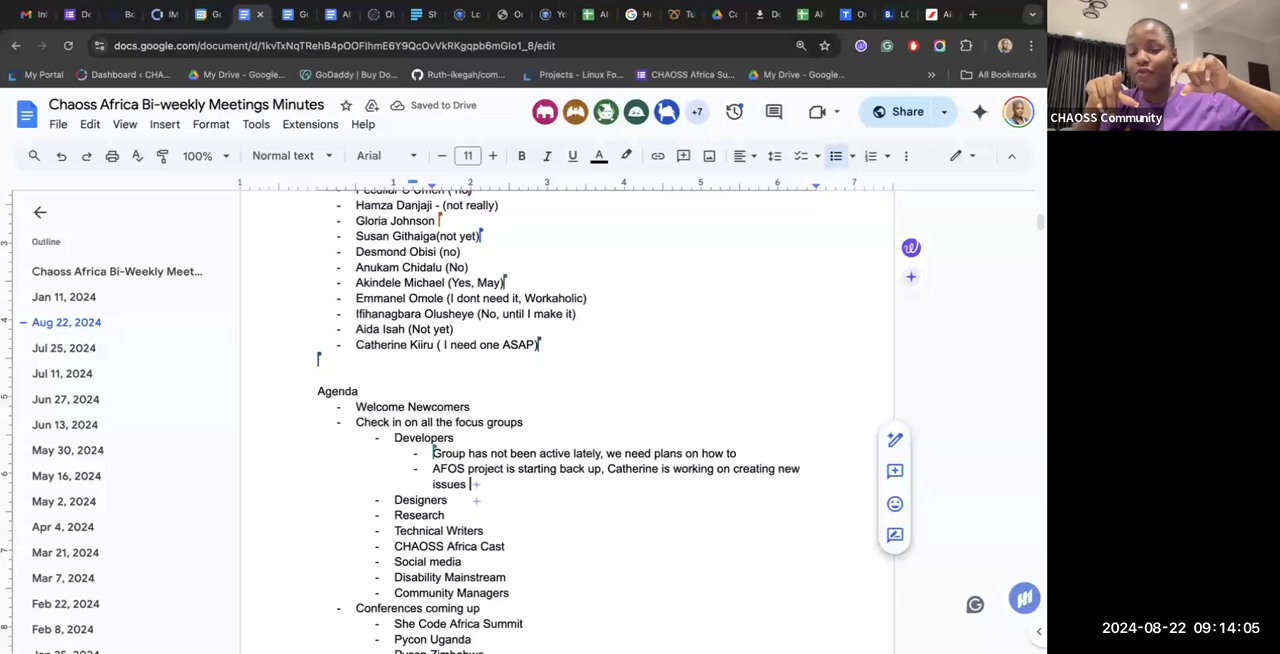 docs.google.com/document/d/1kvTxNqTRehB4pOOFIhmE6Y9QcOvVkRKgqpb6mGlo1_8/edit
My Portal
Dashboard ‹ CHA...
My Drive - Google...
GoDaddy | Buy Do...
Ruth-ikegah/com...
Projects - Linux Fo...
CHAOSS Africa Su...
My Drive – Google...
»
All Bookmarks
Chaoss Africa Bi-weekly Meetings Minutes
Saved to Drive
+7
Share
File Edit View Insert Format Tools Extensions Help
100% Normal text Arial 11 B I U A
Outline
Chaoss Africa Bi-Weekly Meet...
Jan 11, 2024
Aug 22, 2024
Jul 25, 2024
Jul 11, 2024
Jun 27, 2024
Jun 13, 2024
May 30, 2024
May 16, 2024
May 2, 2024
Apr 4, 2024
Mar 21, 2024
Mar 7, 2024
Feb 22, 2024
Feb 8, 2024
- Hamza Danjaji - (not really)
- Gloria Johnson
- Susan Githaiga(not yet)
- Desmond Obisi (no)
- Anukam Chidalu (No)
- Akindele Michael (Yes, May)
- Emmanel Omole (I dont need it, Workaholic)
- Ifihanagbara Olusheye (No, until I make it)
- Aida Isah (Not yet)
- Catherine Kiiru ( I need one ASAP)
Agenda
- Welcome Newcomers
- Check in on all the focus groups
- Developers
- Group has not been active lately, we need plans on how to
- AFOS project is starting back up, Catherine is working on creating new
issues
- Designers
- Research
- Technical Writers
- CHAOSS Africa Cast
- Social media
- Disability Mainstream
- Community Managers
- Conferences coming up
- She Code Africa Summit
- Pycon Uganda
CHAOSS Community
2024-08-22 09:14:05